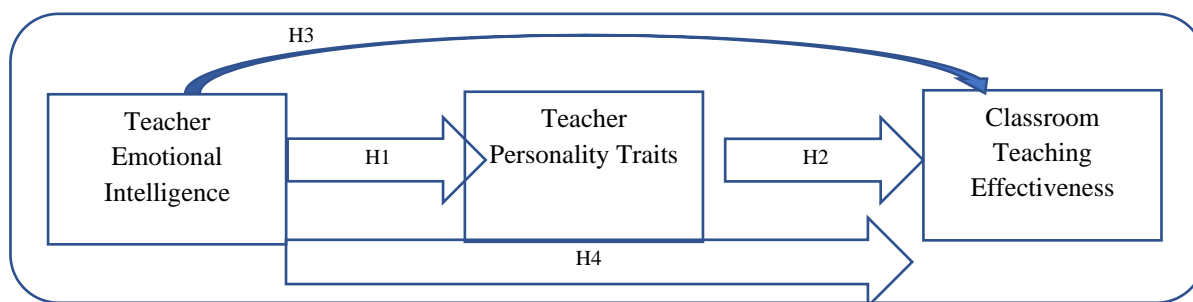 H3
Teacher
Emotional
Intelligence
H1
Teacher
Personality Traits
H2
Classroom
Teaching
Effectiveness
H4